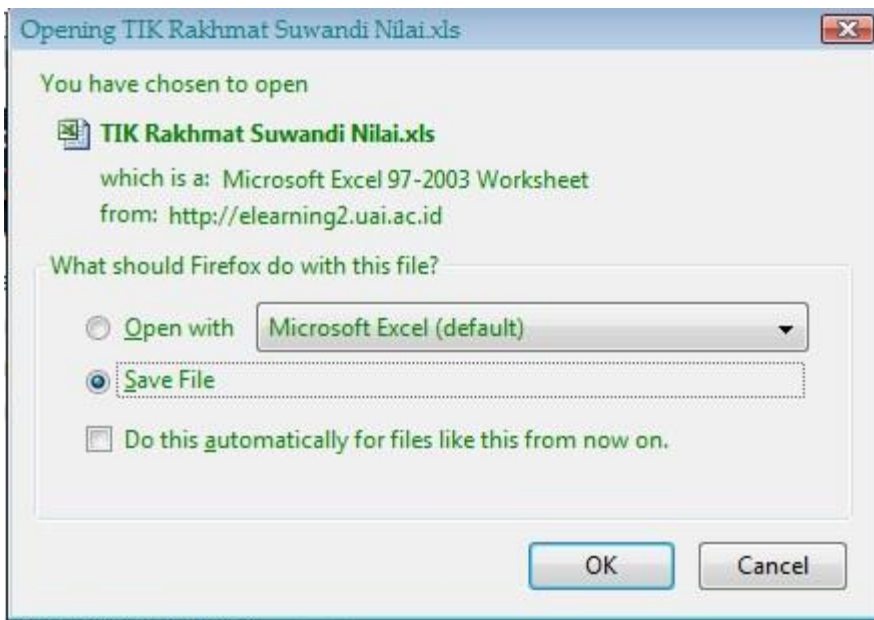 Opening TIK Rakhmat Suwandi Nilai.xls
You have chosen to open
TIK Rakhmat Suwandi Nilai.xls
which is a: Microsoft Excel 97-2003 Worksheet
from: http://elearning2.uai.ac.id
What should Firefox do with this file?
Open with Microsoft Excel (default)
Save File
Do this automatically for files like this from now on.
OK Cancel